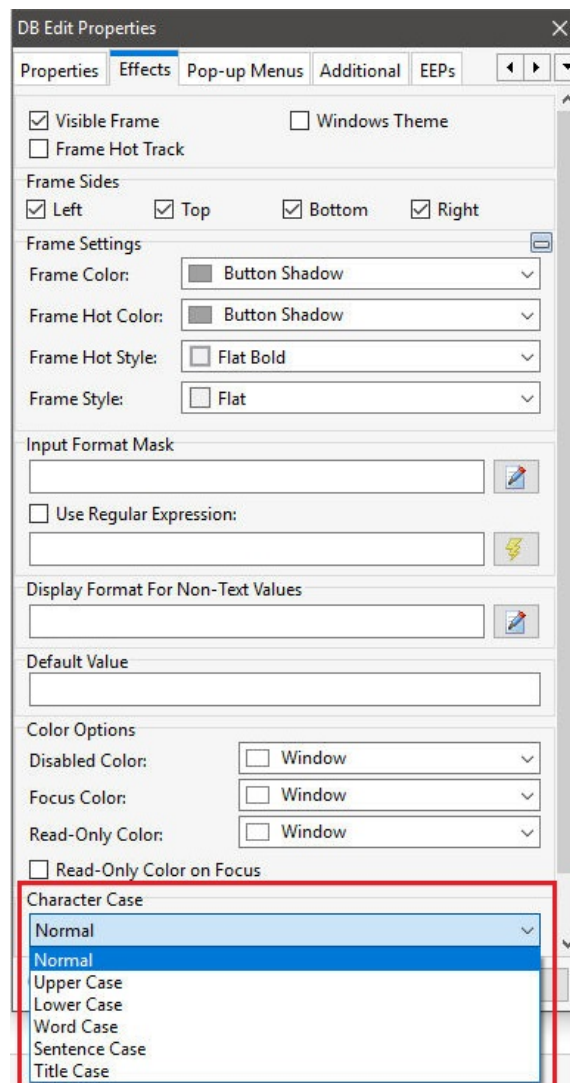 DB Edit Properties
Properties Effects Pop-up Menus Additional EEPs
Visible Frame Windows Theme
Frame Hot Track
Frame Sides
Left Top Bottom Right
Frame Settings
Frame Color: Button Shadow
Frame Hot Color: Button Shadow
Frame Hot Style: Flat Bold
Frame Style: Flat
Input Format Mask
Use Regular Expression:
Display Format For Non-Text Values
Default Value
Color Options
Disabled Color: Window
Focus Color: Window
Read-Only Color: Window
Read-Only Color on Focus
Character Case
Normal
Normal
Upper Case
Lower Case
Word Case
Sentence Case
Title Case